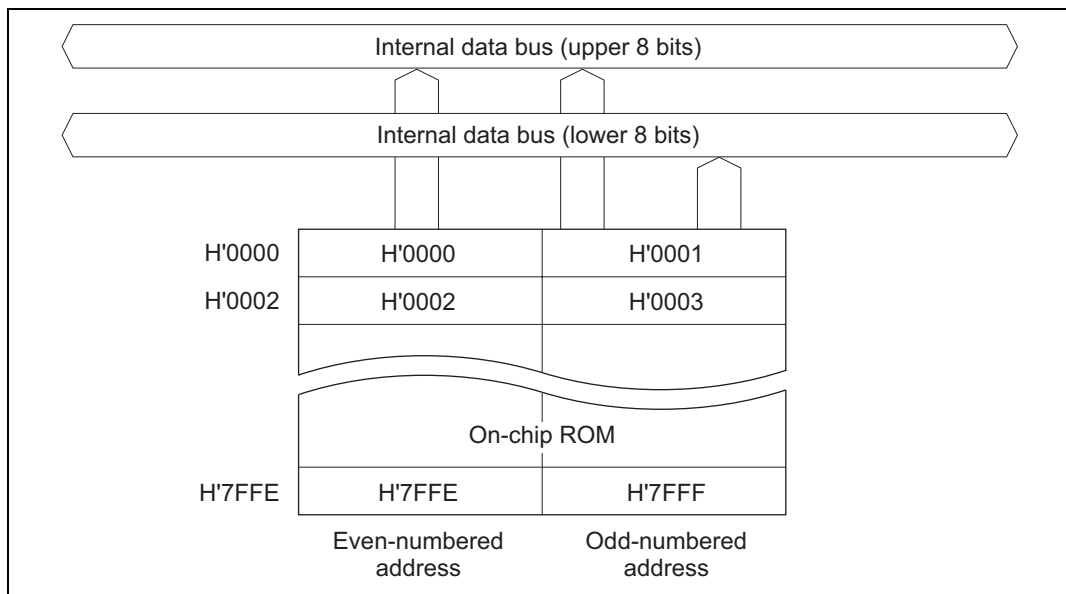 Internal data bus (upper 8 bits)
Internal data bus (lower 8 bits)
H'0000 H'0000 H'0001
H'0002 H'0002 H'0003
On-chip ROM
H'7FFE H'7FFE H'7FFF
Even-numbered Odd-numbered
address address